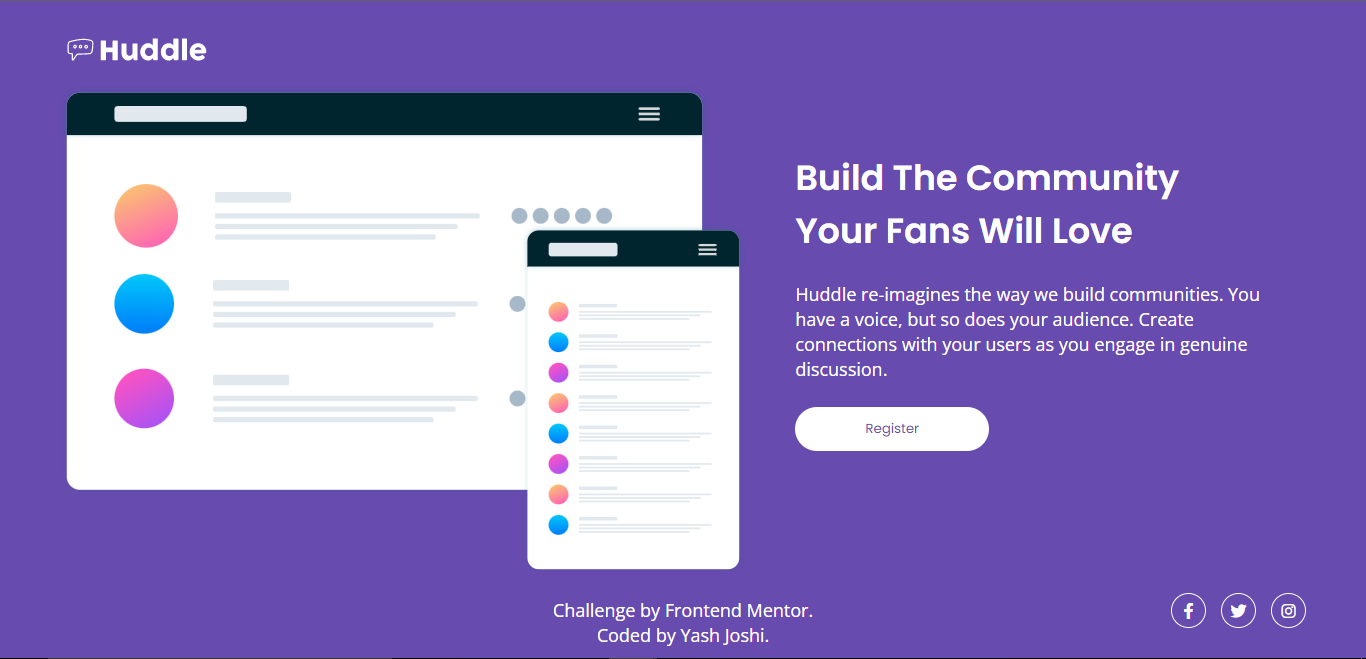 Huddle
Build The Community
Your Fans Will Love
Huddle re-imagines the way we build communities. You
have a voice, but so does your audience. Create
connections with your users as you engage in genuine
discussion.
Register
Challenge by Frontend Mentor.
Coded by Yash Joshi.